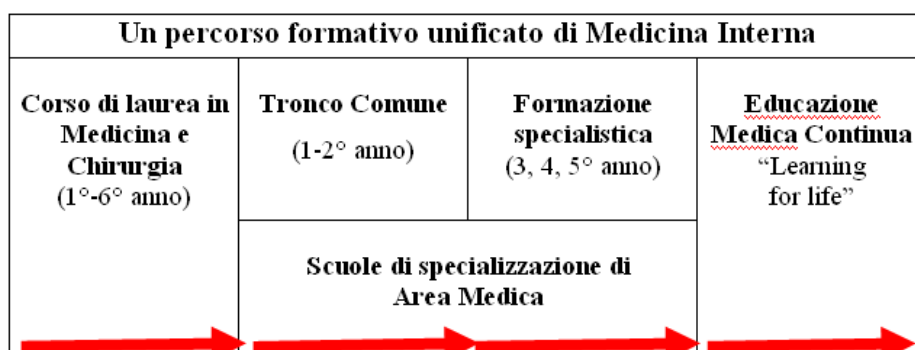 Un percorso formativo unificato di Medicina Interna
Corso di laurea in
Medicina e
Chirurgia
(1°-6° anno)
Tronco Comune
(1-2° anno)
Formazione
specialistica
(3, 4, 5° anno)
Educazione
Medica Continua
“Learning
for life”
Scuole di specializzazione di
Area Medica